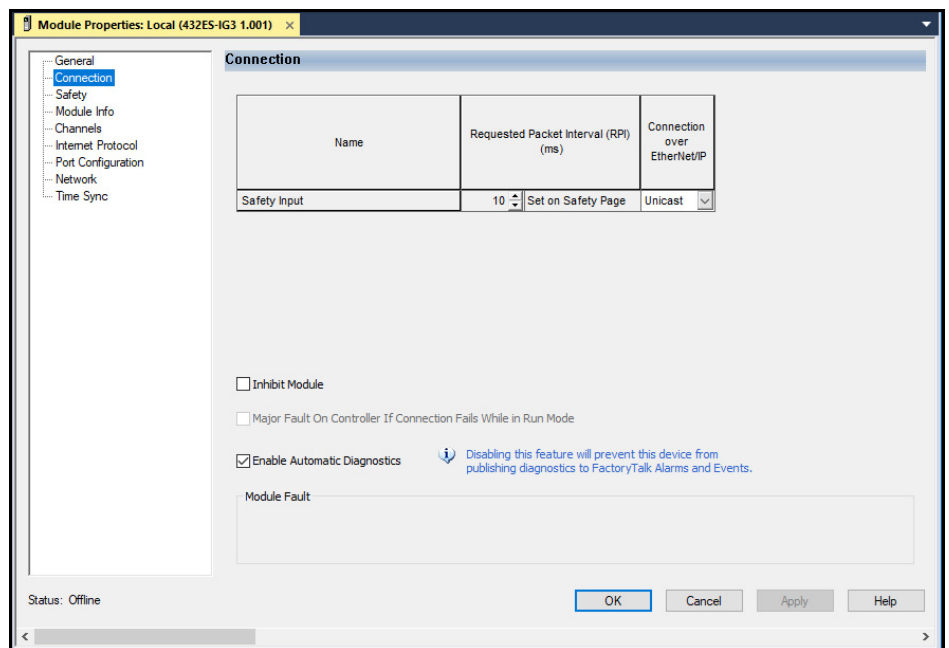 Module Properties: Local (432ES-IG3 1.001) ×
General
Connection
Safety
Module Info
Channels
Internet Protocol
Port Configuration
Network
Time Sync
Connection
Name
Requested Packet Interval (RPI)
(ms)
Connection
over
EtherNet/IP
Safety Input
10
Set on Safety Page
Unicast
Inhibit Module
Major Fault On Controller If Connection Fails While in Run Mode
Enable Automatic Diagnostics
Disabling this feature will prevent this device from
publishing diagnostics to FactoryTalk Alarms and Events.
Module Fault
Status: Offline
OK
Cancel
Apply
Help